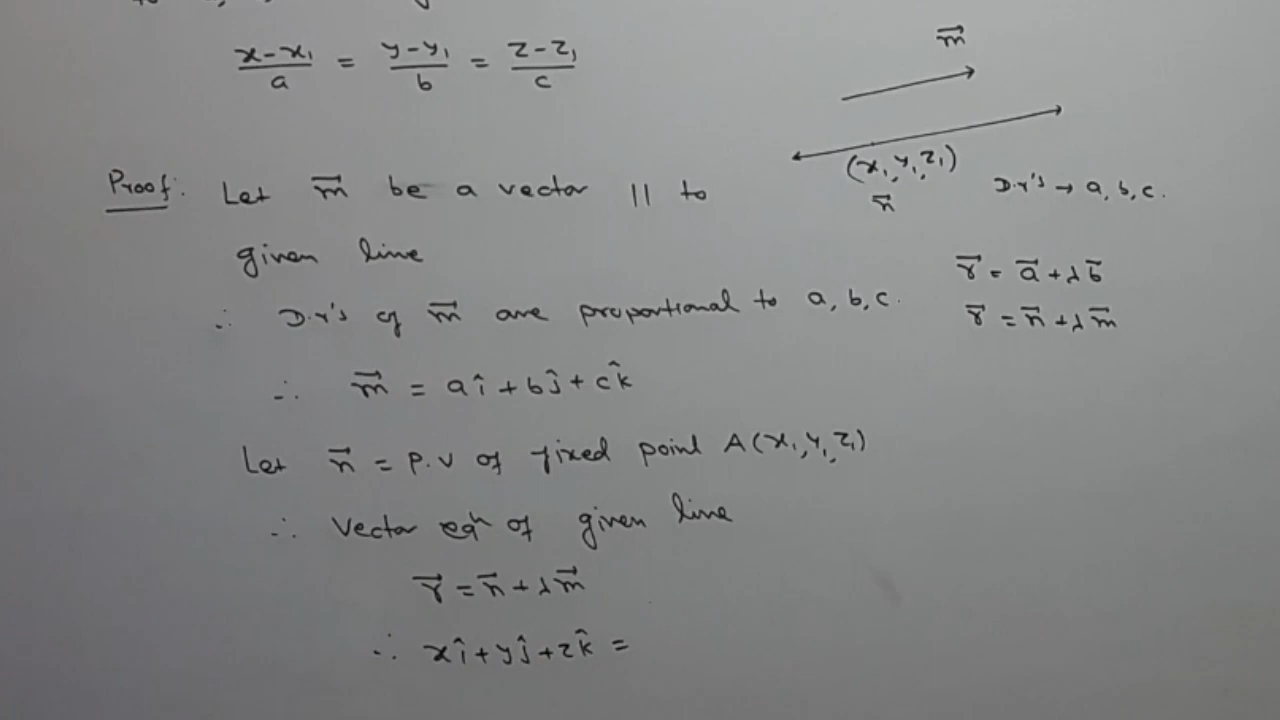 x-x₁/a = y-y₁/b = z-z₁/c
m⃗
(x₁, y₁, z₁)
n⃗
D.r's → a, b, c.
Proof: Let m⃗ be a vector || to
given line
r⃗ = a⃗ + λb⃗
r⃗ = n⃗ + λm⃗
∴ D.r's of m⃗ are proportional to a, b, c.
∴ m⃗ = aî + bĵ + ck̂
Let n⃗ = P.V of fixed point A(x₁, y₁, z₁)
∴ Vector eqn of given line
r⃗ = n⃗ + λm⃗
∴ xî + yĵ + zk̂ =